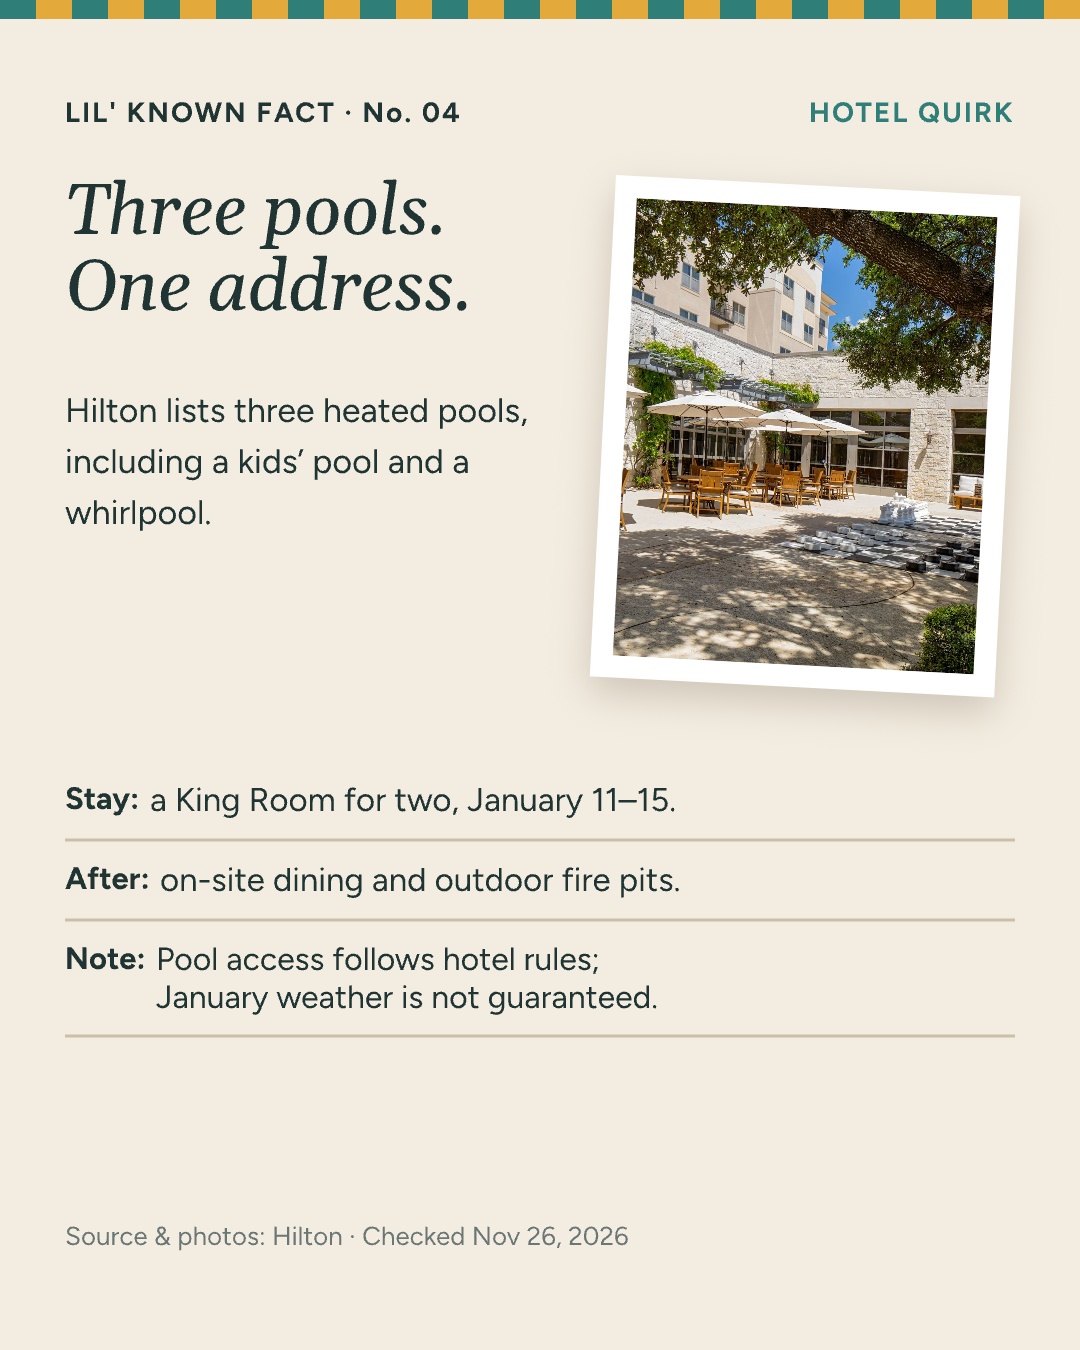 LIL' KNOWN FACT · No. 04
HOTEL QUIRK
Three pools.
One address.
Hilton lists three heated pools,
including a kids’ pool and a
whirlpool.
Stay: a King Room for two, January 11–15.
After: on-site dining and outdoor fire pits.
Note: Pool access follows hotel rules;
January weather is not guaranteed.
Source & photos: Hilton · Checked Nov 26, 2026